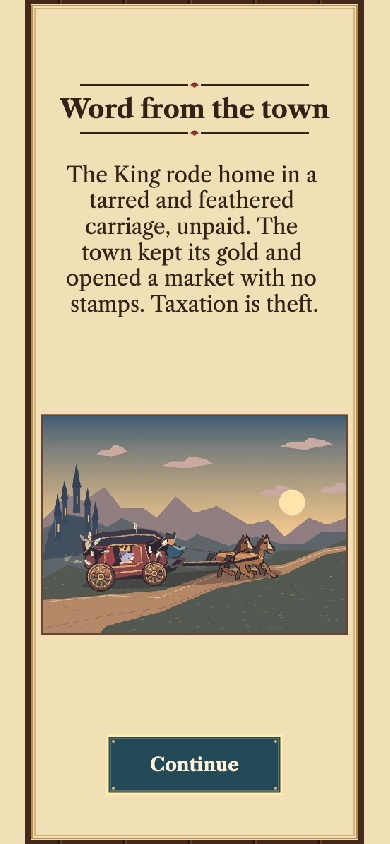 Word from the town
The King rode home in a
tarred and feathered
carriage, unpaid. The
town kept its gold and
opened a market with no
stamps. Taxation is theft.
Continue